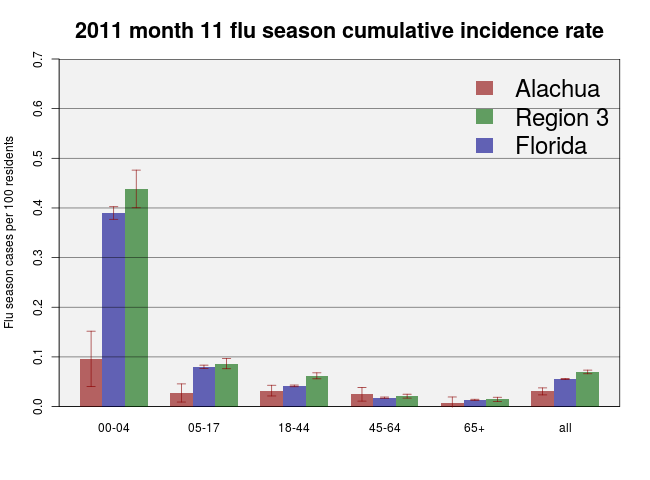 2011 month 11 flu season cumulative incidence rate
Flu season cases per 100 residents
0.7
0.6
0.5
0.4
0.3
0.2
0.1
0.0
Alachua
Region 3
Florida
00-04 05-17 18-44 45-64 65+ all